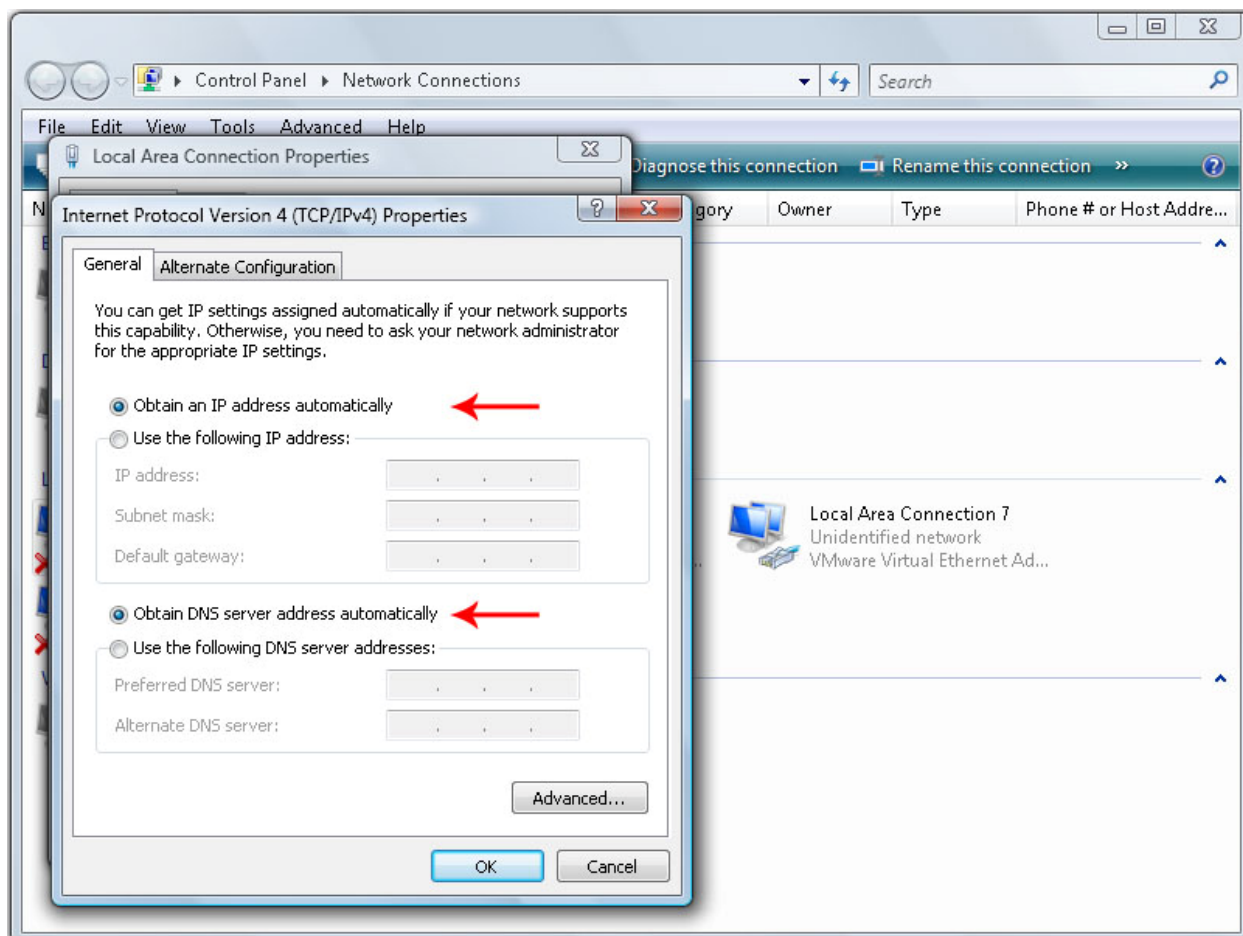 Control Panel ▸ Network Connections
Search
File Edit View Tools Advanced Help
Local Area Connection Properties
Diagnose this connection Rename this connection »
gory Owner Type Phone # or Host Addre...
Internet Protocol Version 4 (TCP/IPv4) Properties
General Alternate Configuration
You can get IP settings assigned automatically if your network supports
this capability. Otherwise, you need to ask your network administrator
for the appropriate IP settings.
Obtain an IP address automatically
Use the following IP address:
IP address:
Subnet mask:
Default gateway:
Obtain DNS server address automatically
Use the following DNS server addresses:
Preferred DNS server:
Alternate DNS server:
Advanced...
OK Cancel
Local Area Connection 7
Unidentified network
VMware Virtual Ethernet Ad...